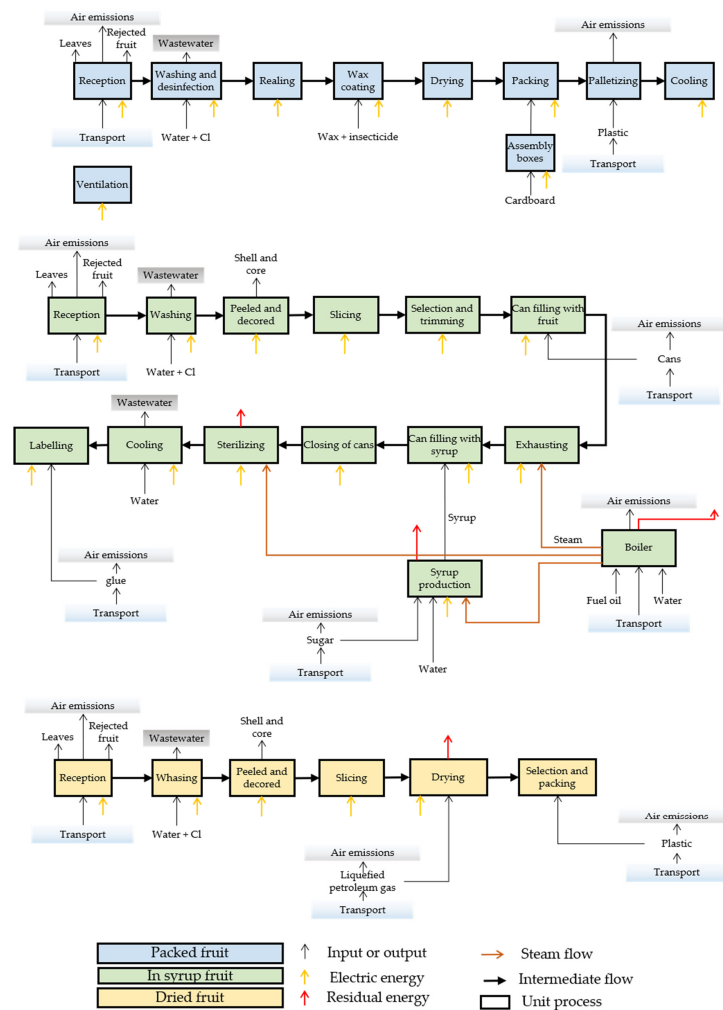 Air emissions
Leaves
Rejected
fruit
Wastewater
Reception
Washing and
desinfection
Realing
Wax
coating
Drying
Packing
Palletizing
Cooling
Transport
Water + Cl
Wax + insecticide
Plastic
Assembly
boxes
Transport
Cardboard
Ventilation
Air emissions
Leaves
Rejected
fruit
Wastewater
Shell and
core
Reception
Washing
Peeled and
decored
Slicing
Selection and
trimming
Can filling with
fruit
Air emissions
Cans
Transport
Transport
Water + Cl
Wastewater
Labelling
Cooling
Sterilizing
Closing of cans
Can filling with
syrup
Exhausting
Water
Air emissions
Syrup
Steam
Boiler
Air emissions
glue
Transport
Syrup
production
Fuel oil
Water
Transport
Air emissions
Sugar
Transport
Water
Air emissions
Leaves
Rejected
fruit
Wastewater
Shell and
core
Reception
Whasing
Peeled and
decored
Slicing
Drying
Selection and
packing
Transport
Water + Cl
Air emissions
Plastic
Transport
Air emissions
Liquefied
petroleum gas
Transport
Packed fruit
Input or output
Steam flow
In syrup fruit
Electric energy
Intermediate flow
Dried fruit
Residual energy
Unit process